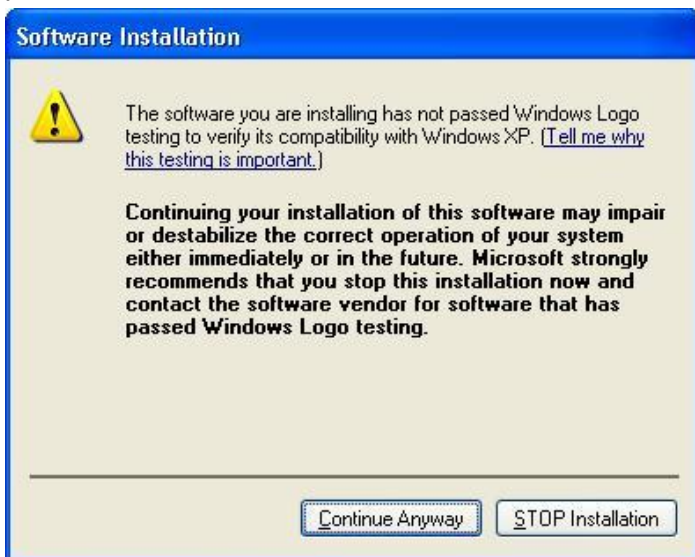 Software Installation
The software you are installing has not passed Windows Logo
testing to verify its compatibility with Windows XP. (Tell me why
this testing is important.)
Continuing your installation of this software may impair
or destabilize the correct operation of your system
either immediately or in the future. Microsoft strongly
recommends that you stop this installation now and
contact the software vendor for software that has
passed Windows Logo testing.
Continue Anyway
STOP Installation